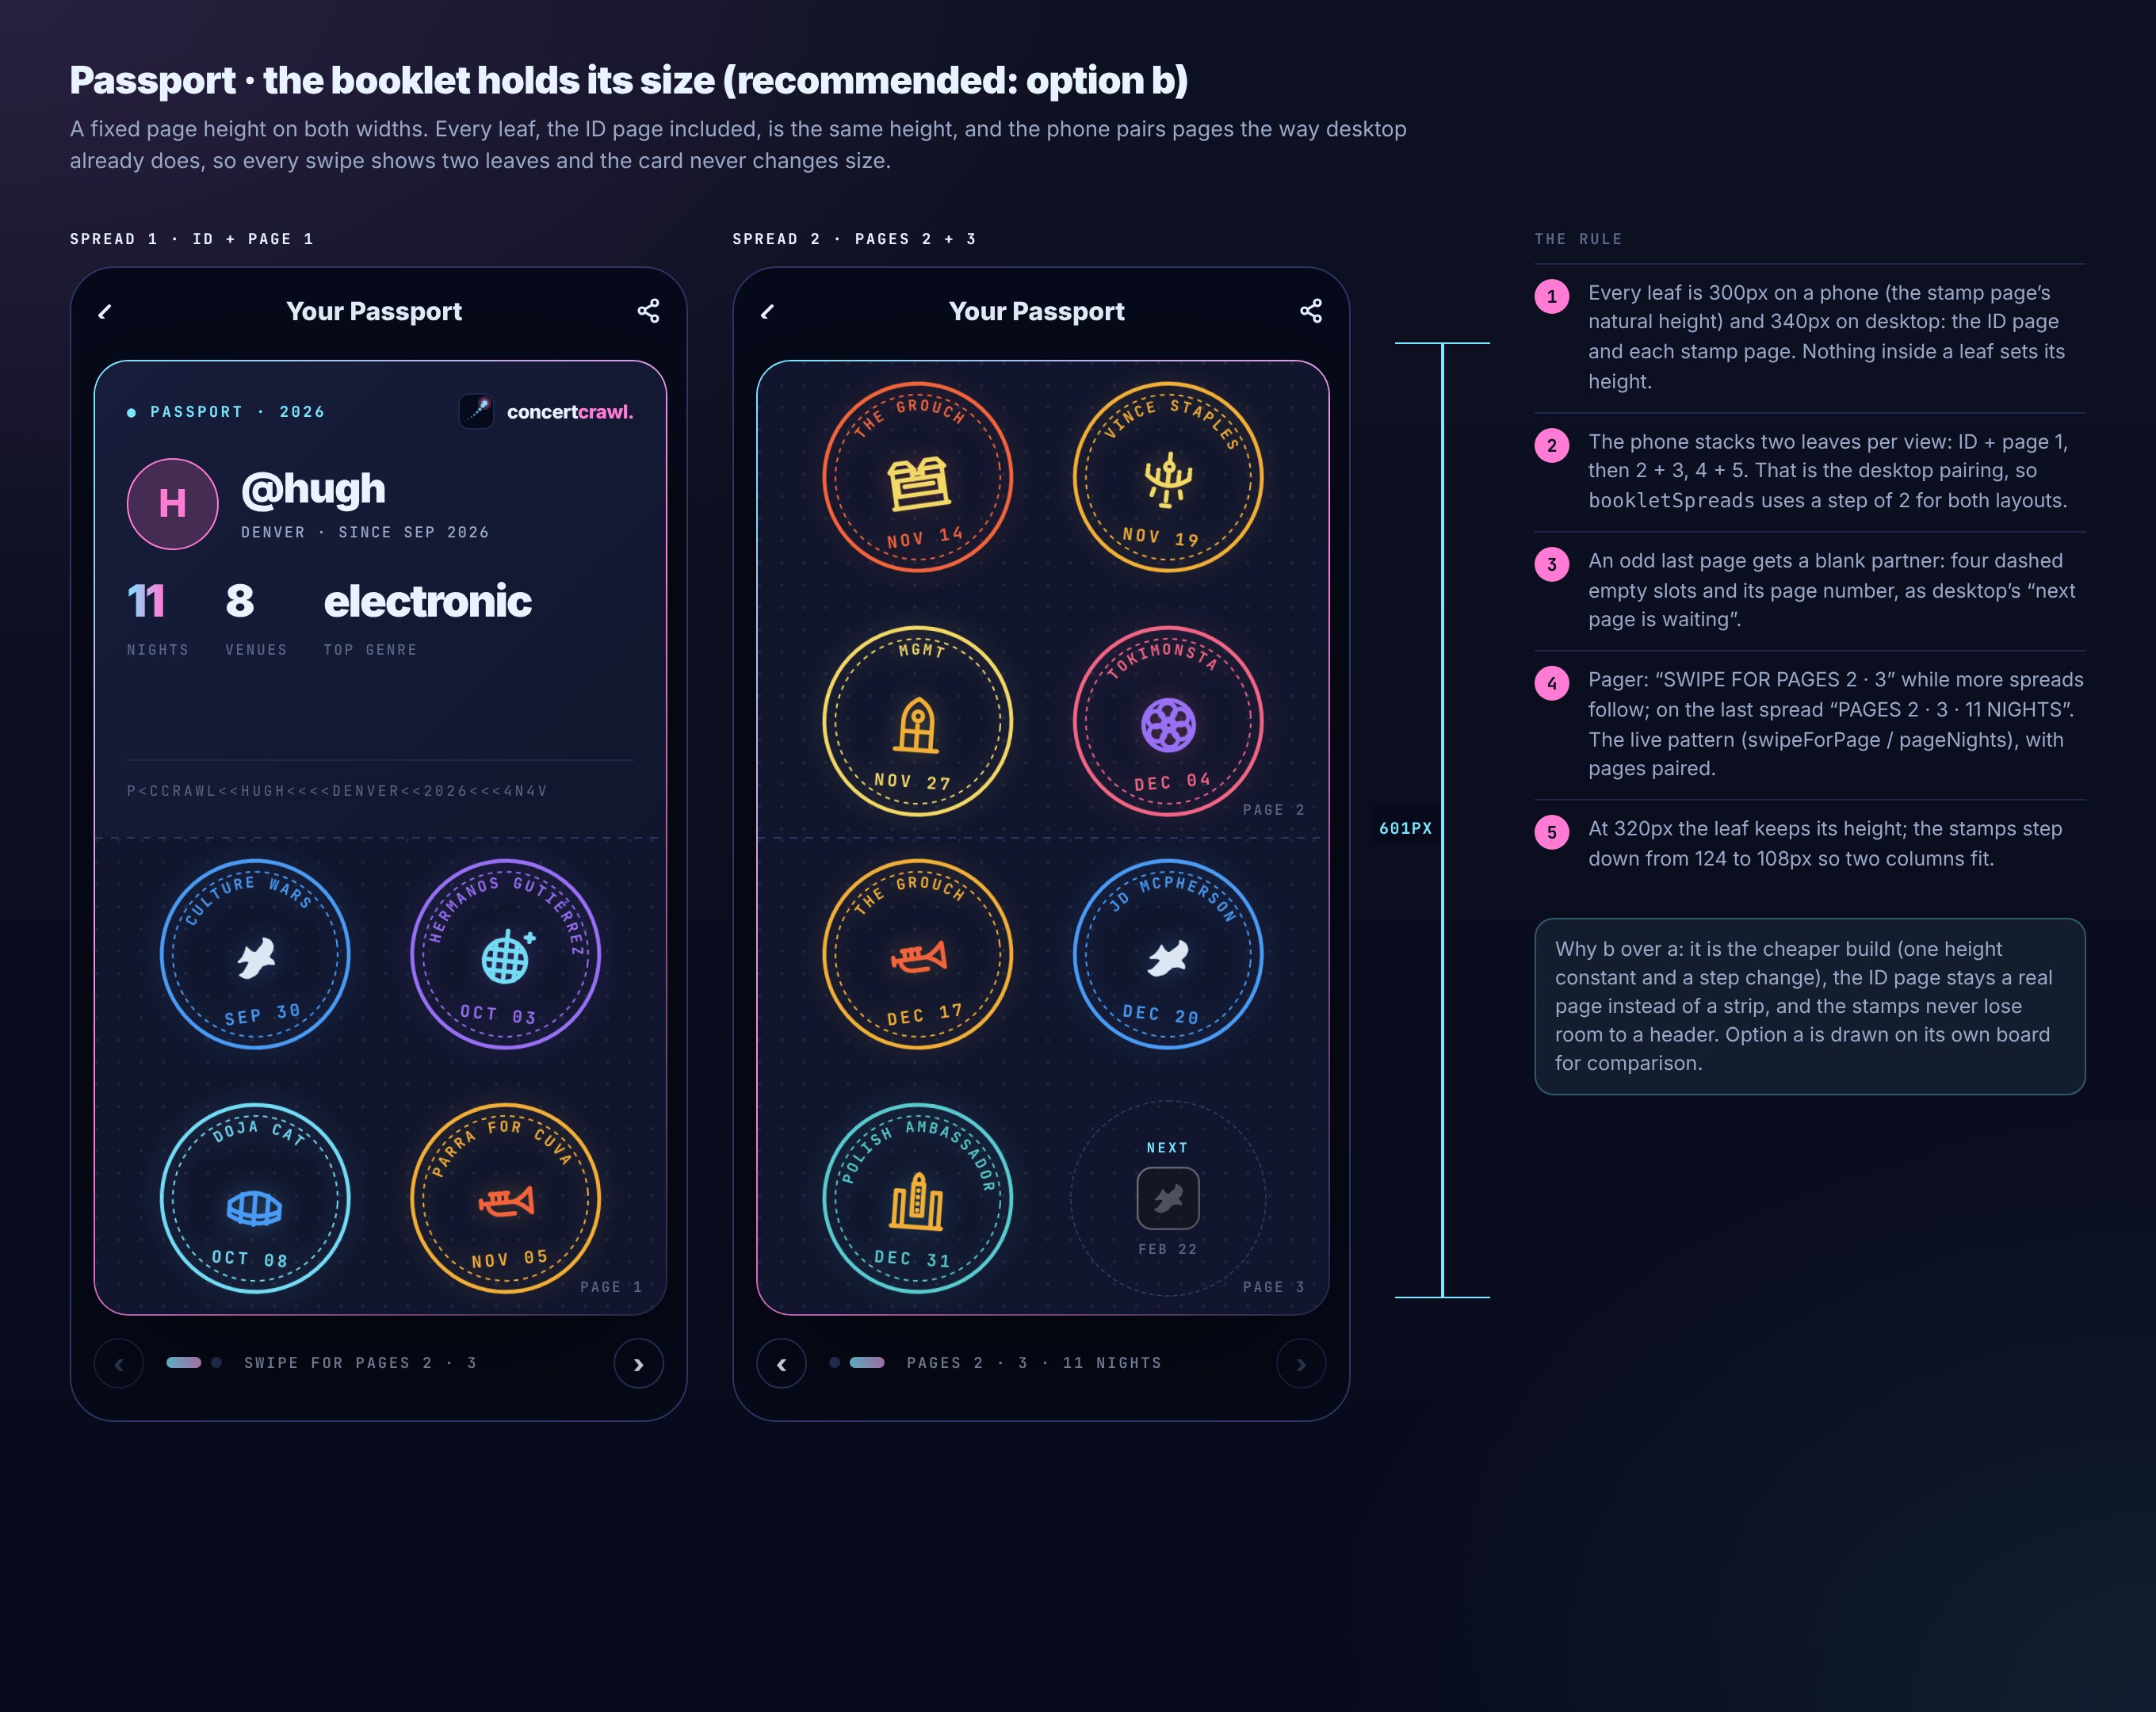 Passport · the booklet holds its size (recommended: option b)
A fixed page height on both widths. Every leaf, the ID page included, is the same height, and the phone pairs pages the way desktop
already does, so every swipe shows two leaves and the card never changes size.
SPREAD 1 · ID + PAGE 1
Your Passport
PASSPORT · 2026
concertcrawl.
H
@hugh
DENVER · SINCE SEP 2026
11
8
electronic
NIGHTS
VENUES
TOP GENRE
P<CCRAWL<<HUGH<<<<DENVER<<2026<<<4N4V
CULTURE WARS
SEP 30
HERMANOS GUTIÉRREZ
OCT 03
DOJA CAT
OCT 08
PARRA FOR CUVA
NOV 05
PAGE 1
‹
SWIPE FOR PAGES 2 · 3
›
SPREAD 2 · PAGES 2 + 3
Your Passport
THE GROUCH
NOV 14
VINCE STAPLES
NOV 19
MGMT
NOV 27
TOKIMONSTA
DEC 04
PAGE 2
THE GROUCH
DEC 17
JD MCPHERSON
DEC 20
POLISH AMBASSADOR
DEC 31
NEXT
FEB 22
PAGE 3
‹
PAGES 2 · 3 · 11 NIGHTS
›
601PX
THE RULE
1
Every leaf is 300px on a phone (the stamp page’s
natural height) and 340px on desktop: the ID page
and each stamp page. Nothing inside a leaf sets its
height.
2
The phone stacks two leaves per view: ID + page 1,
then 2 + 3, 4 + 5. That is the desktop pairing, so
bookletSpreads uses a step of 2 for both layouts.
3
An odd last page gets a blank partner: four dashed
empty slots and its page number, as desktop’s “next
page is waiting”.
4
Pager: “SWIPE FOR PAGES 2 · 3” while more spreads
follow; on the last spread “PAGES 2 · 3 · 11 NIGHTS”.
The live pattern (swipeForPage / pageNights), with
pages paired.
5
At 320px the leaf keeps its height; the stamps step
down from 124 to 108px so two columns fit.
Why b over a: it is the cheaper build (one height
constant and a step change), the ID page stays a real
page instead of a strip, and the stamps never lose
room to a header. Option a is drawn on its own board
for comparison.